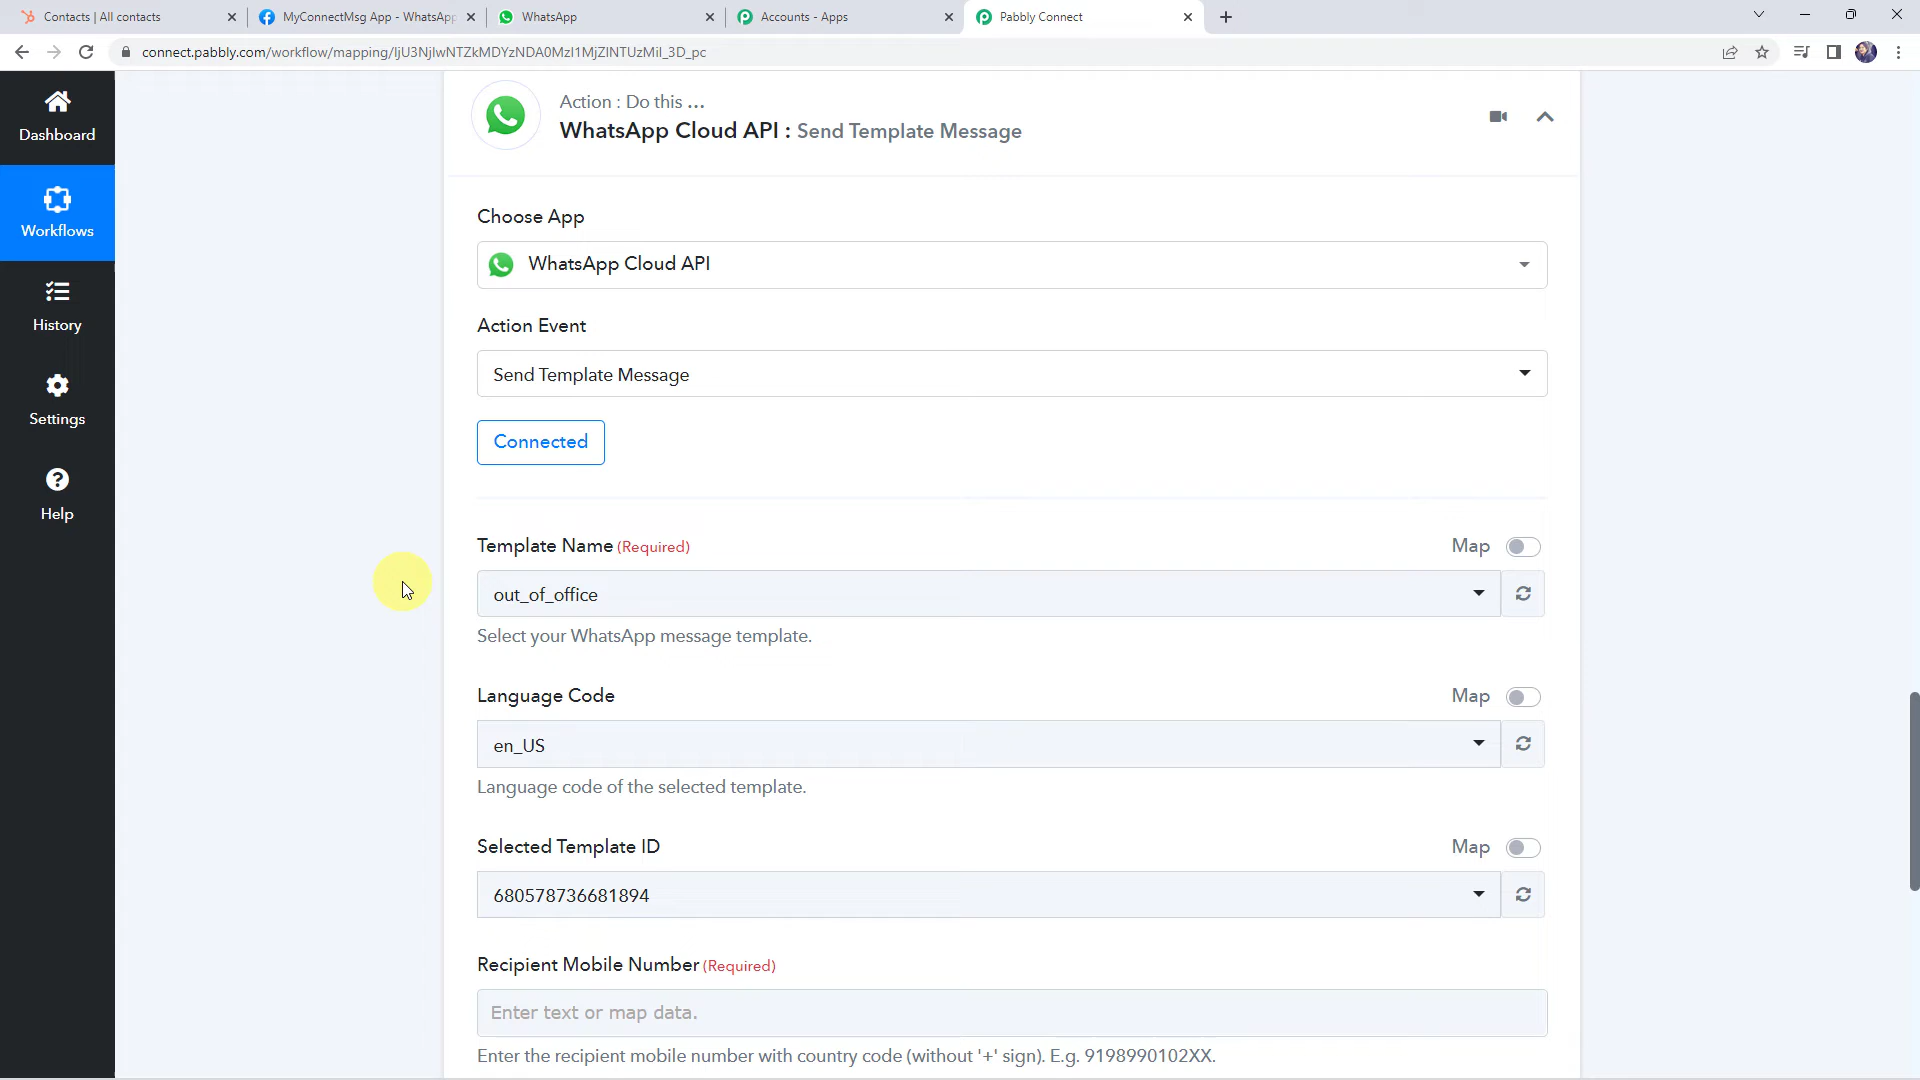 Contacts | All contacts
MyConnectMsg App - WhatsApp
WhatsApp
Accounts - Apps
Pabbly Connect
connect.pabbly.com/workflow/mapping/IjU3NjIwNTZkMDYzNDA0MzI1MjZlNTUzMiI_3D_pc
Dashboard
Workflows
History
Settings
Help
Action : Do this ...
WhatsApp Cloud API : Send Template Message
Choose App
WhatsApp Cloud API
Action Event
Send Template Message
Connected
Template Name (Required)
Map
out_of_office
Select your WhatsApp message template.
Language Code
Map
en_US
Language code of the selected template.
Selected Template ID
Map
680578736681894
Recipient Mobile Number (Required)
Enter text or map data.
Enter the recipient mobile number with country code (without '+' sign). E.g. 9198990102XX.